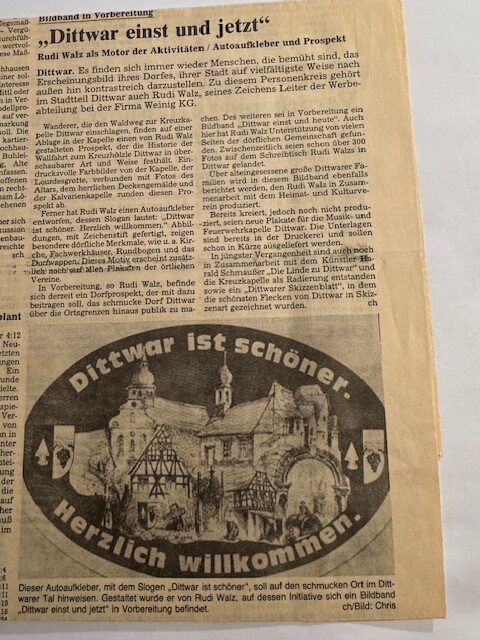 Bildband in Vorbereitung
„Dittwar einst und jetzt“
Rudi Walz als Motor der Aktivitäten / Autoaufkleber und Prospekt
Dittwar. Es finden sich immer wieder Menschen, die bemüht sind, das
Erscheinungsbild ihres Dorfes, ihrer Stadt auf vielfältigste Weise nach
außen hin kontrastreich darzustellen. Zu diesem Personenkreis gehört
im Stadtteil Dittwar auch Rudi Walz, seines Zeichens Leiter der Werbe-
abteilung bei der Firma Weinig KG.
Wanderer, die den Waldweg zur Kreuzka-
pelle Dittwar einschlagen, finden auf einer
Ablage in der Kapelle einen von Rudi Walz
gestalteten Prospekt, der die Historie der
Wallfahrt zum Kreuzhölzle Dittwar in über-
schaubarer Art und Weise festhält. Ein-
drucksvolle Farbbilder von der Kapelle, der
Lourdesgrotte, verbunden mit Fotos des
Altars, dem herrlichen Deckengemälde und
der Kalvarienkapelle runden diesen Pro-
spekt ab.
Ferner hat Rudi Walz einen Autoaufkleber
entworfen, dessen Slogan lautet: „Dittwar
ist schöner. Herzlich willkommen.“ Abbil-
dungen, mit Zeichenstift gefertigt, zeigen
besondere dörfliche Merkmale, wie u. a. Kir-
che, Fachwerkhäuser, Rundbogen und das
Dorfwappen. Dieses Motiv erscheint zusätz-
lich noch auf allen Plakaten der örtlichen
Vereine.
In Vorbereitung, so Rudi Walz, befinde
sich derzeit ein Dorfprospekt, der mit dazu
beitragen soll, das schmucke Dorf Dittwar
über die Ortsgrenzen hinaus publik zu ma-
chen. Des weiteren sei in Vorbereitung ein
Bildband „Dittwar einst und heute“. Auch
hier hat Rudi Walz Unterstützung von vielen
Seiten der dörflichen Gemeinschaft gefun-
den. Zwischenzeitlich seien schon über 300
Fotos auf dem Schreibtisch Rudi Walzs in
Dittwar gelandet.
Über alteingesessene große Dittwarer Fa-
milien wird in diesem Bildband ebenfalls
berichtet werden, den Rudi Walz in Zusam-
menarbeit mit dem Heimat- und Kulturve-
rein produziert.
Bereits kreiert, jedoch noch nicht produ-
ziert, seien neue Plakate für die Musik- und
Feuerwehrkapelle Dittwar. Die Unterlagen
sind bereits in der Druckerei und sollen
schon in Kürze ausgeliefert werden.
In jüngster Vergangenheit sind auch noch
in Zusammenarbeit mit dem Künstler Ha-
rald Schmaußer „Die Linde zu Dittwar“ und
die Kreuzkapelle als Radierung entstanden
sowie ein „Dittwarer Skizzenblatt“, in dem
die schönsten Flecken von Dittwar in Skiz-
zenart gezeichnet wurden.
ch
Dittwar ist schöner.
Herzlich willkommen.
Dieser Autoaufkleber, mit dem Slogen „Dittwar ist schöner“, soll auf den schmucken Ort im Ditt-
warer Tal hinweisen. Gestaltet wurde er von Rudi Walz, auf dessen Initiative sich ein Bildband
„Dittwar einst und jetzt“ in Vorbereitung befindet.
ch/Bild: Chris